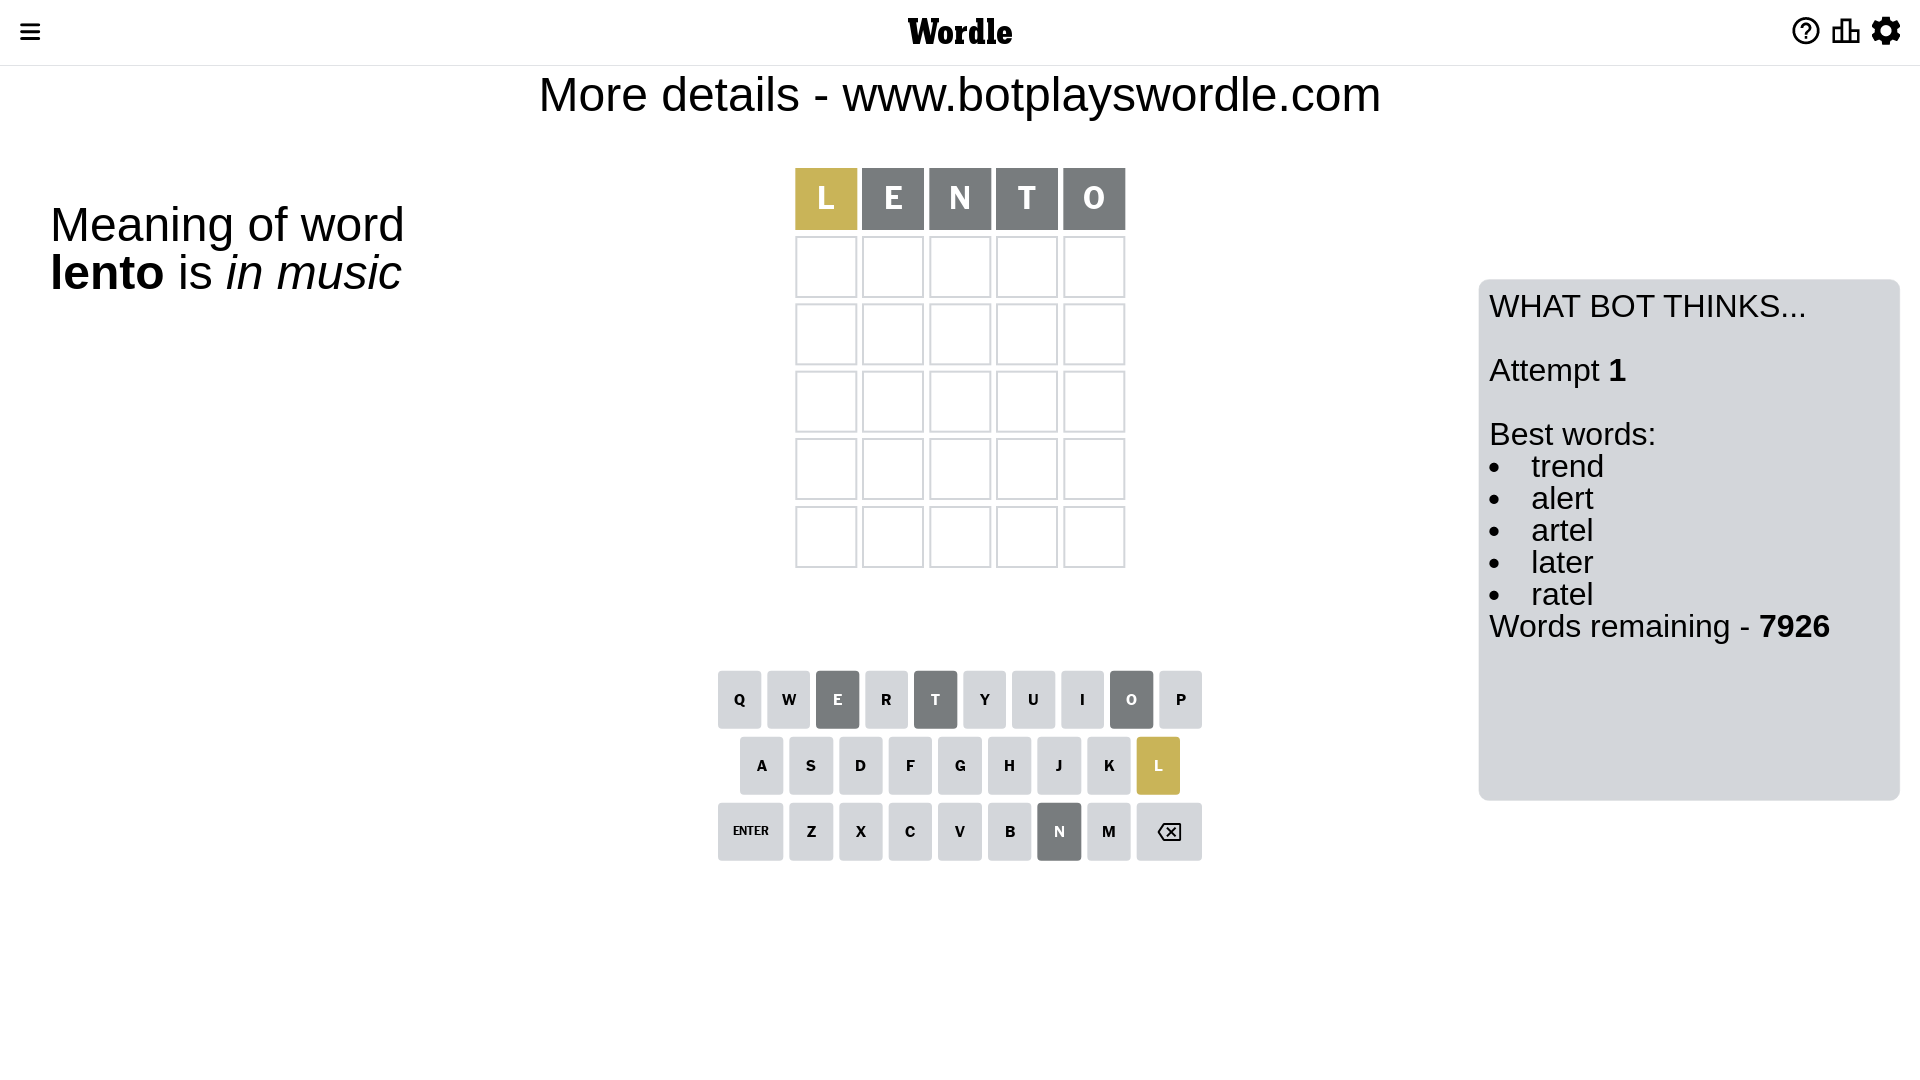 Wordle
More details - www.botplayswordle.com
Meaning of word
lento is in music
L E N T O
WHAT BOT THINKS...
Attempt 1
Best words:
• trend
• alert
• artel
• later
• ratel
Words remaining - 7926
Q W E R T Y U I O P
A S D F G H J K L
ENTER Z X C V B N M